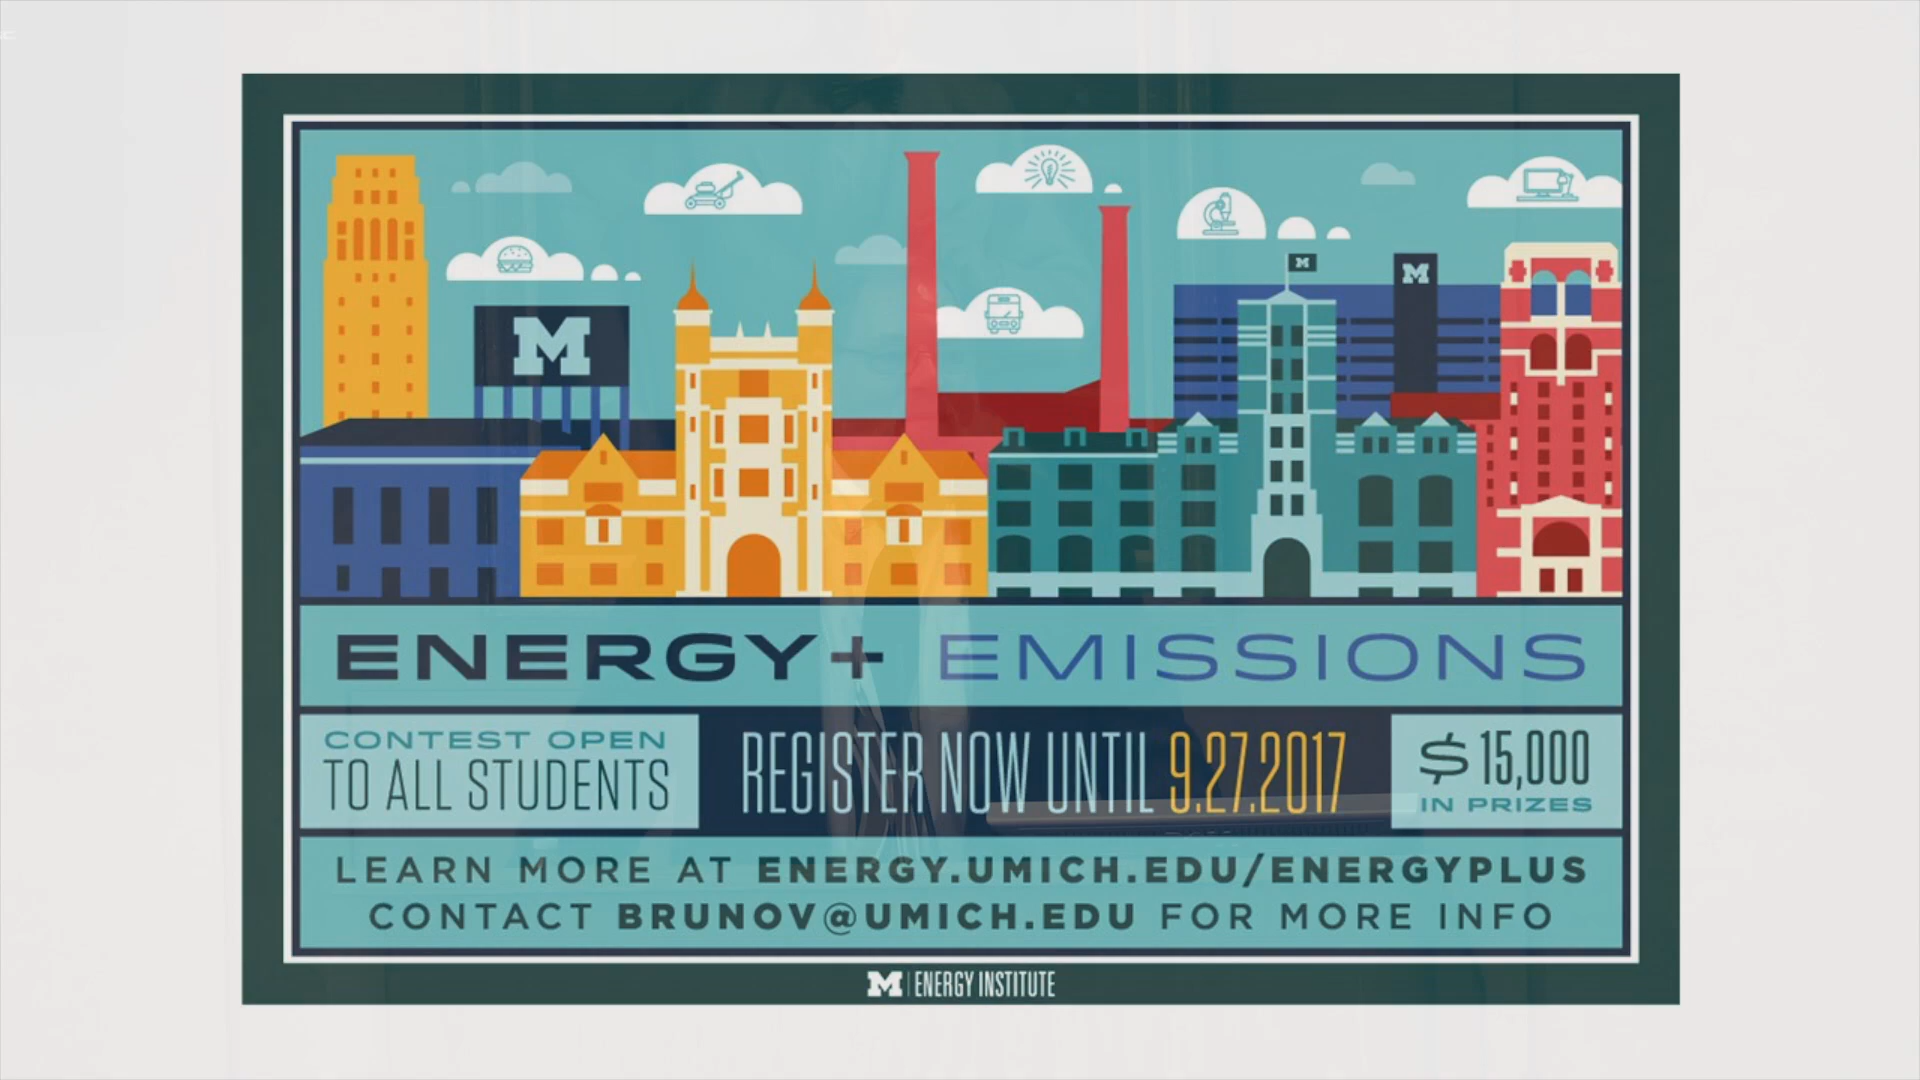 M
M
M
ENERGY+ EMISSIONS
CONTEST OPEN
TO ALL STUDENTS
REGISTER NOW UNTIL 9.27.2017
$15,000
IN PRIZES
LEARN MORE AT ENERGY.UMICH.EDU/ENERGYPLUS
CONTACT BRUNOV@UMICH.EDU FOR MORE INFO
M | ENERGY INSTITUTE